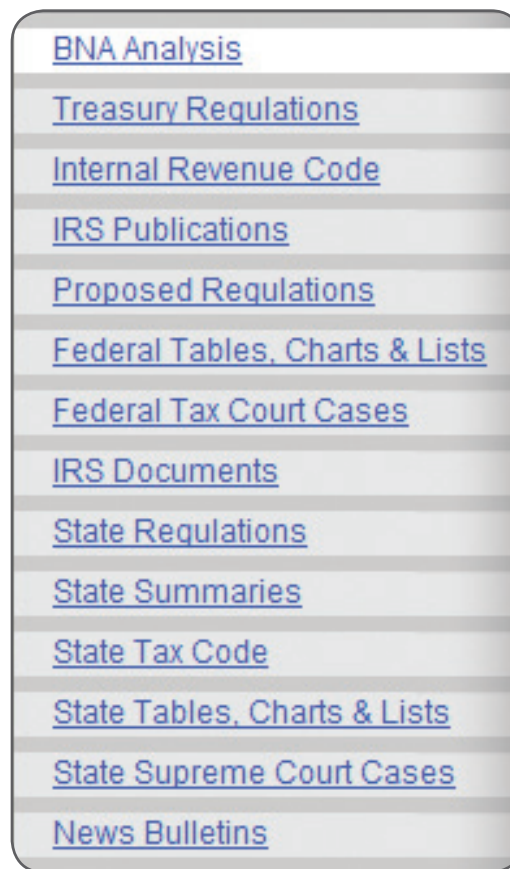 BNA Analysis
Treasury Regulations
Internal Revenue Code
IRS Publications
Proposed Regulations
Federal Tables, Charts & Lists
Federal Tax Court Cases
IRS Documents
State Regulations
State Summaries
State Tax Code
State Tables, Charts & Lists
State Supreme Court Cases
News Bulletins